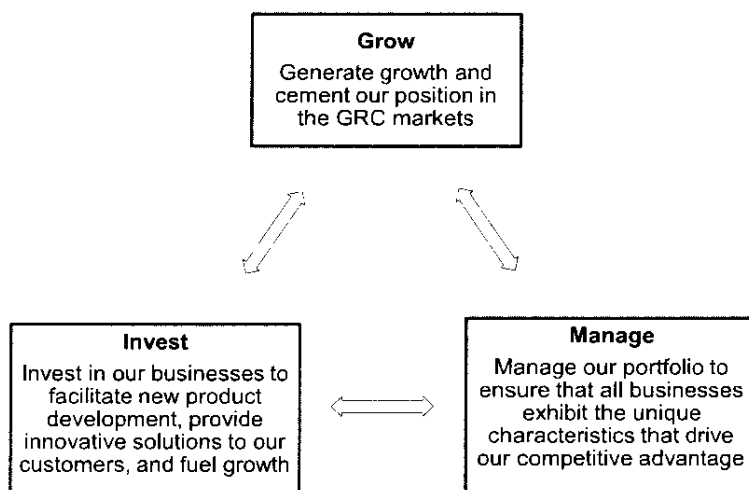 Grow
Generate growth and
cement our position in
the GRC markets
Invest
Invest in our businesses to
facilitate new product
development, provide
innovative solutions to our
customers, and fuel growth
Manage
Manage our portfolio to
ensure that all businesses
exhibit the unique
characteristics that drive
our competitive advantage